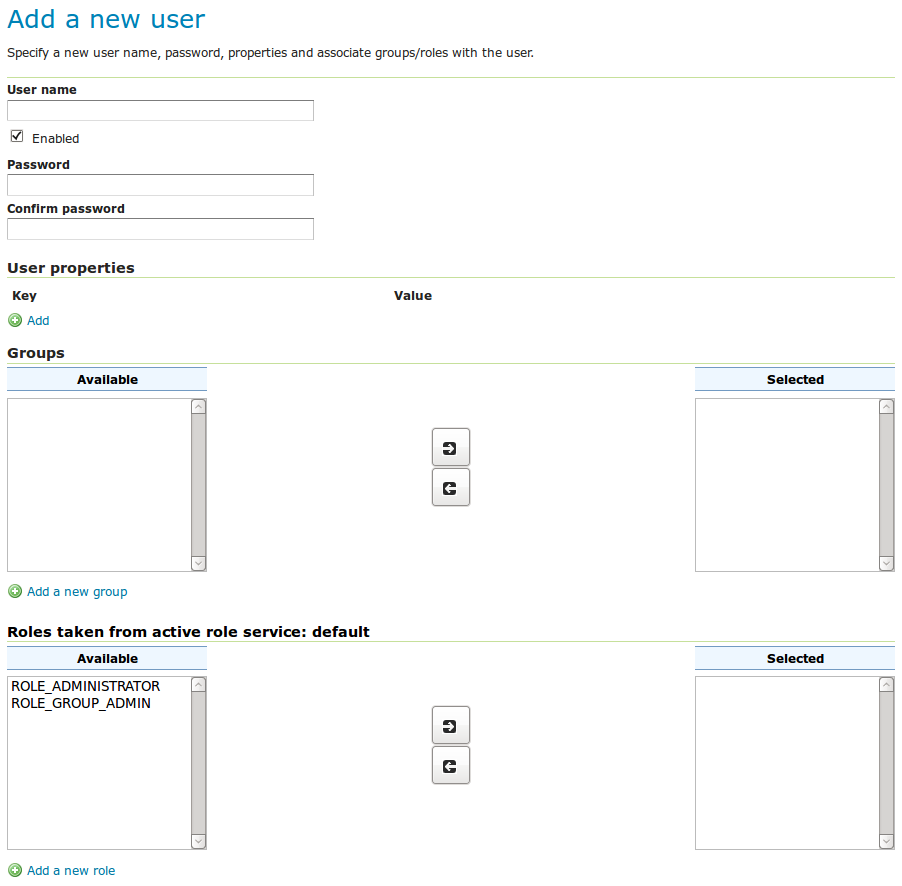 Add a new user
Specify a new user name, password, properties and associate groups/roles with the user.
User name
Enabled
Password
Confirm password
User properties
Key Value
Add
Groups
Available Selected
Add a new group
Roles taken from active role service: default
Available Selected
ROLE_ADMINISTRATOR
ROLE_GROUP_ADMIN
Add a new role